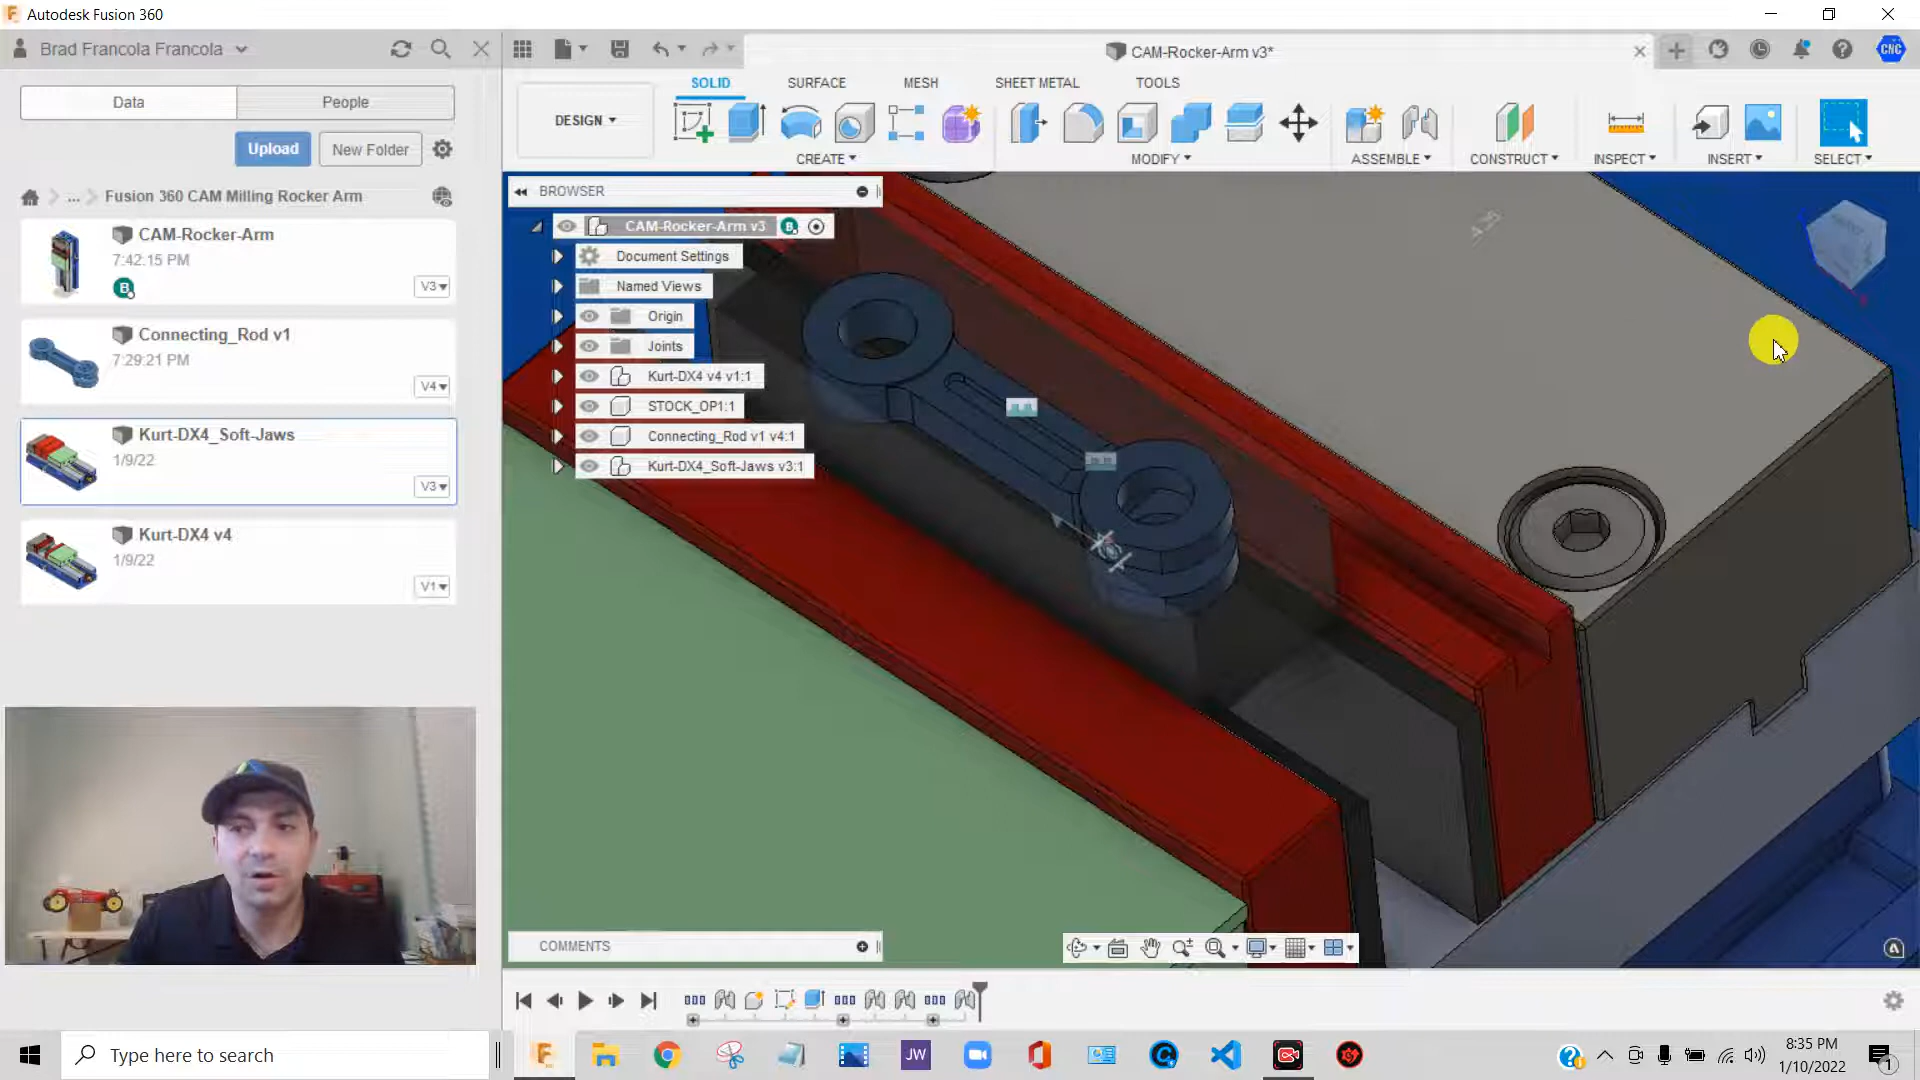 Autodesk Fusion 360
Brad Francola Francola
CAM-Rocker-Arm v3*
CNC
Data
People
SOLID
SURFACE
MESH
SHEET METAL
TOOLS
DESIGN
Upload
New Folder
CREATE
MODIFY
ASSEMBLE
CONSTRUCT
INSPECT
INSERT
SELECT
... Fusion 360 CAM Milling Rocker Arm
CAM-Rocker-Arm
7:42:15 PM
B
V3
Connecting_Rod v1
7:29:21 PM
V4
Kurt-DX4_Soft-Jaws
1/9/22
V3
Kurt-DX4 v4
1/9/22
V1
BROWSER
CAM-Rocker-Arm v3
B
Document Settings
Named Views
Origin
Joints
Kurt-DX4 v4 v1:1
STOCK_OP1:1
Connecting_Rod v1 v4:1
Kurt-DX4_Soft-Jaws v3:1
COMMENTS
Type here to search
JW
8:35 PM
1/10/2022
1